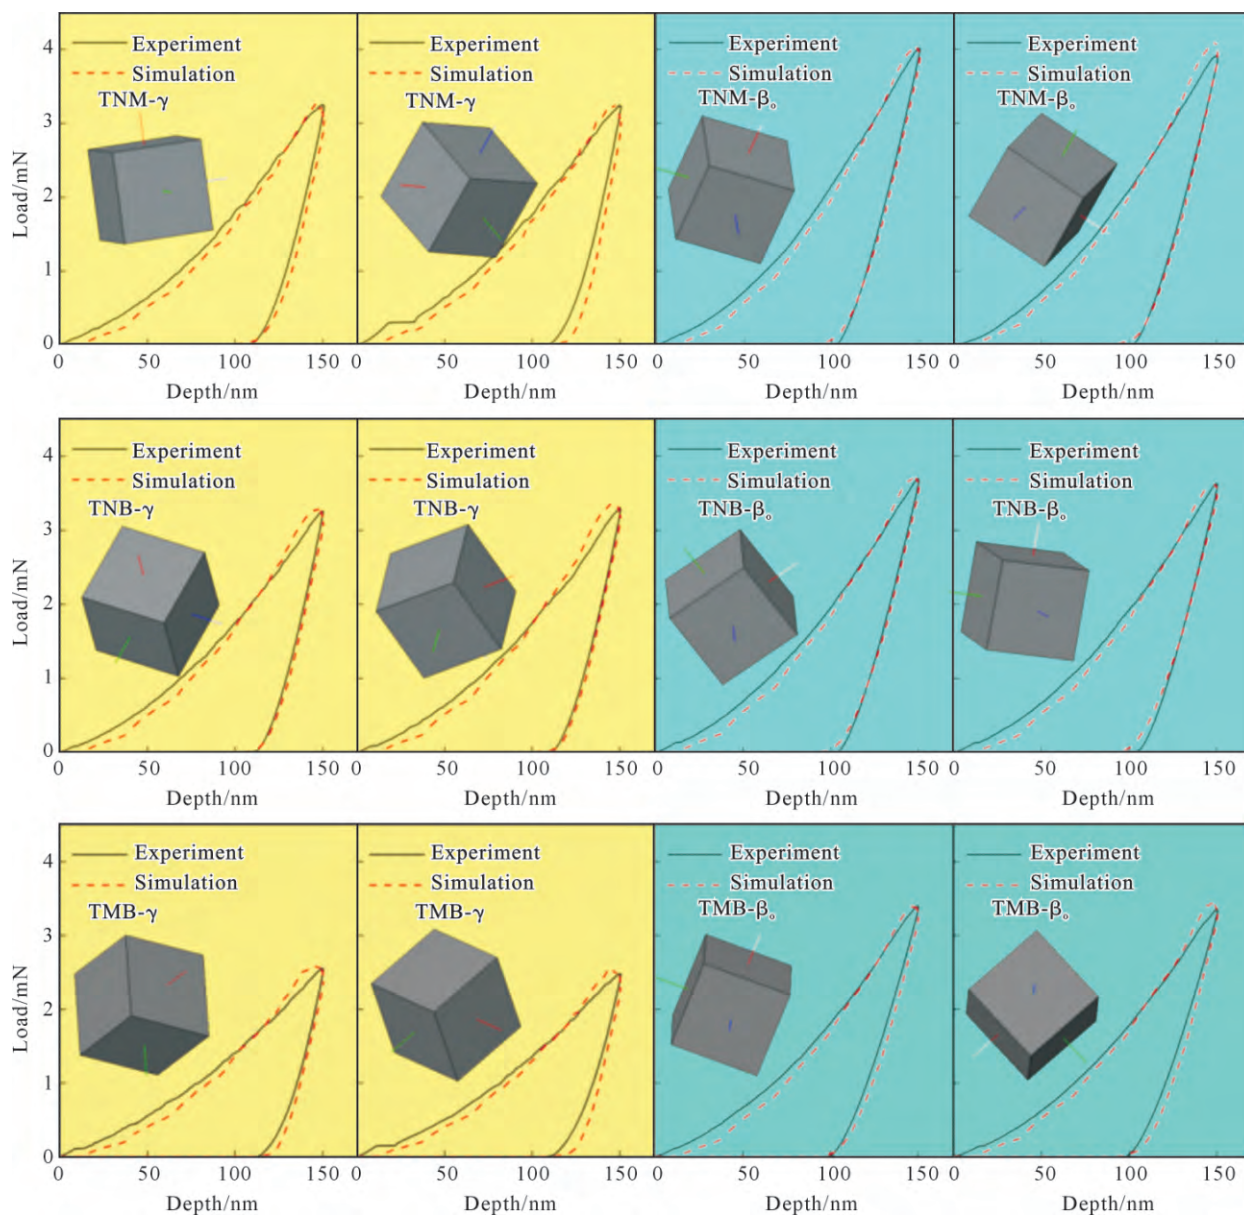 4 Experiment Experiment Experiment Experiment
Simulation Simulation Simulation Simulation
TNM-γ TNM-γ TNM-βₒ TNM-βₒ
3
Load/mN
2
1
0
0 50 100 150 0 50 100 150 0 50 100 150 0 50 100 150
Depth/nm Depth/nm Depth/nm Depth/nm
4 Experiment Experiment Experiment Experiment
Simulation Simulation Simulation Simulation
TNB-γ TNB-γ TNB-βₒ TNB-βₒ
3
Load/mN
2
1
0
0 50 100 150 0 50 100 150 0 50 100 150 0 50 100 150
Depth/nm Depth/nm Depth/nm Depth/nm
4 Experiment Experiment Experiment Experiment
Simulation Simulation Simulation Simulation
TMB-γ TMB-γ TMB-βₒ TMB-βₒ
3
Load/mN
2
1
0
0 50 100 150 0 50 100 150 0 50 100 150 0 50 100 150
Depth/nm Depth/nm Depth/nm Depth/nm